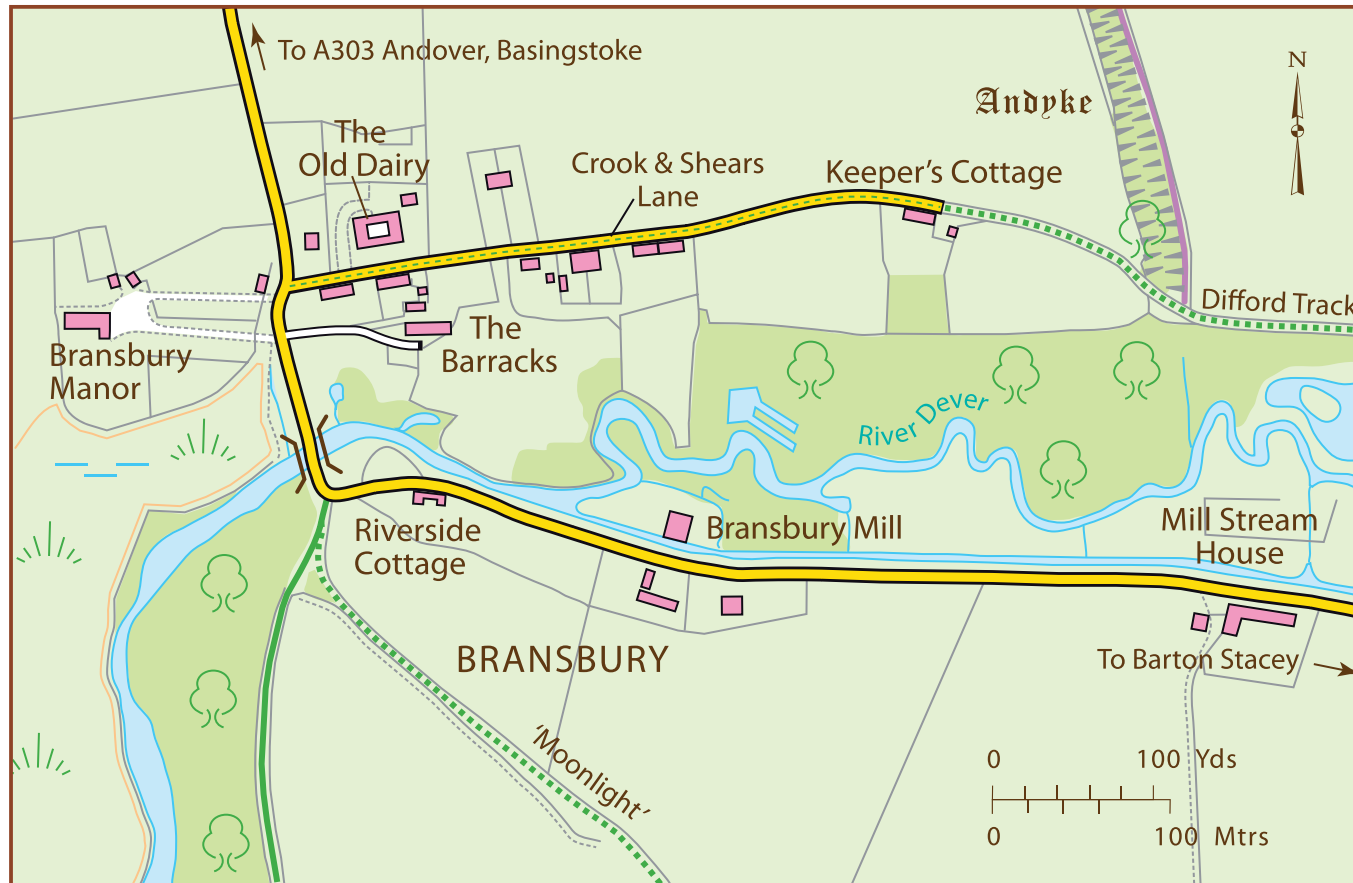 To A303 Andover, Basingstoke
N
Andyke
The
Old Dairy
Crook & Shears
Lane
Keeper's Cottage
Difford Track
Bransbury
Manor
The
Barracks
River Dever
Riverside
Cottage
Bransbury Mill
Mill Stream
House
BRANSBURY
To Barton Stacey
'Moonlight'
0 100 Yds
0 100 Mtrs